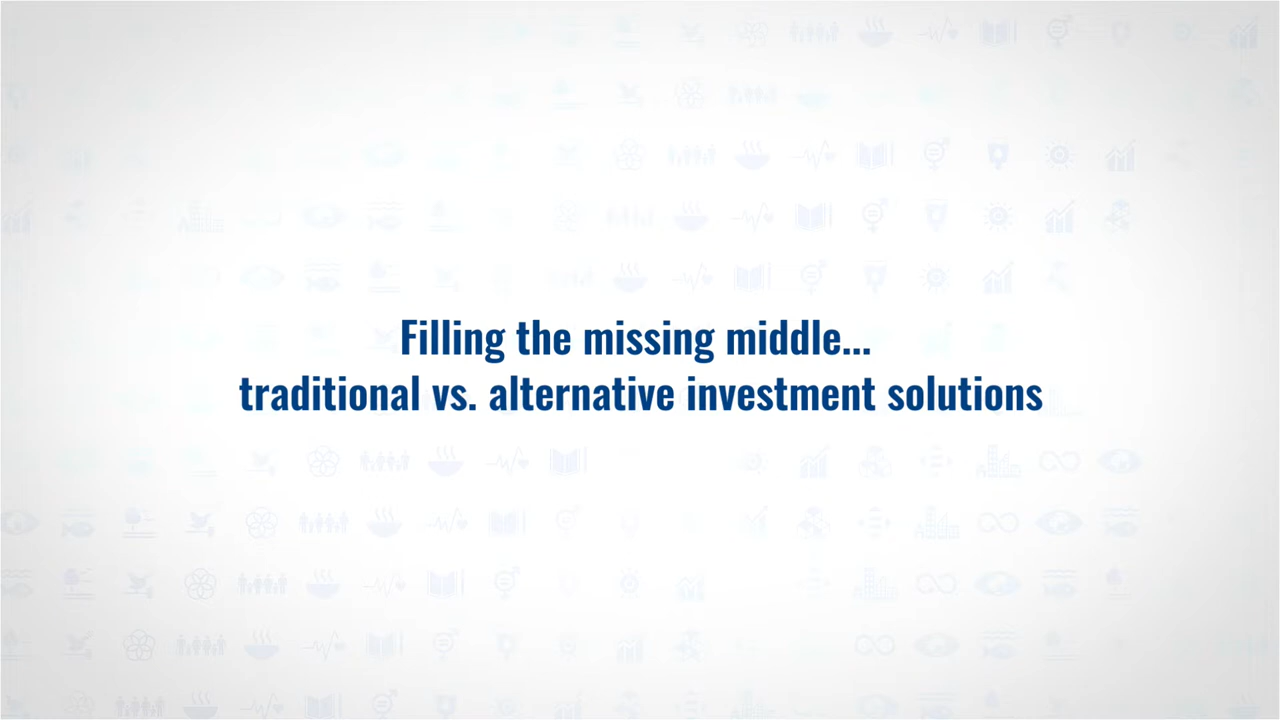 Filling the missing middle...
traditional vs. alternative investment solutions